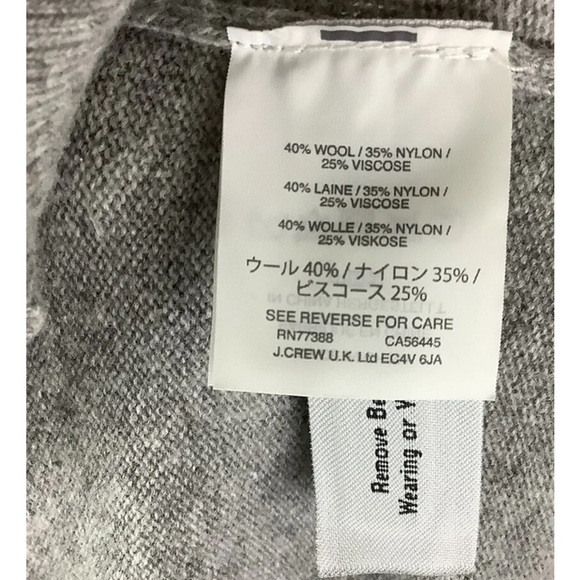 40% WOOL / 35% NYLON /
25% VISCOSE
40% LAINE / 35% NYLON /
25% VISCOSE
40% WOLLE / 35% NYLON /
25% VISKOSE
ウール 40% / ナイロン 35% /
ビスコース 25%
SEE REVERSE FOR CARE
RN77388 CA56445
J.CREW U.K. Ltd EC4V 6JA
Remove
Wearing or